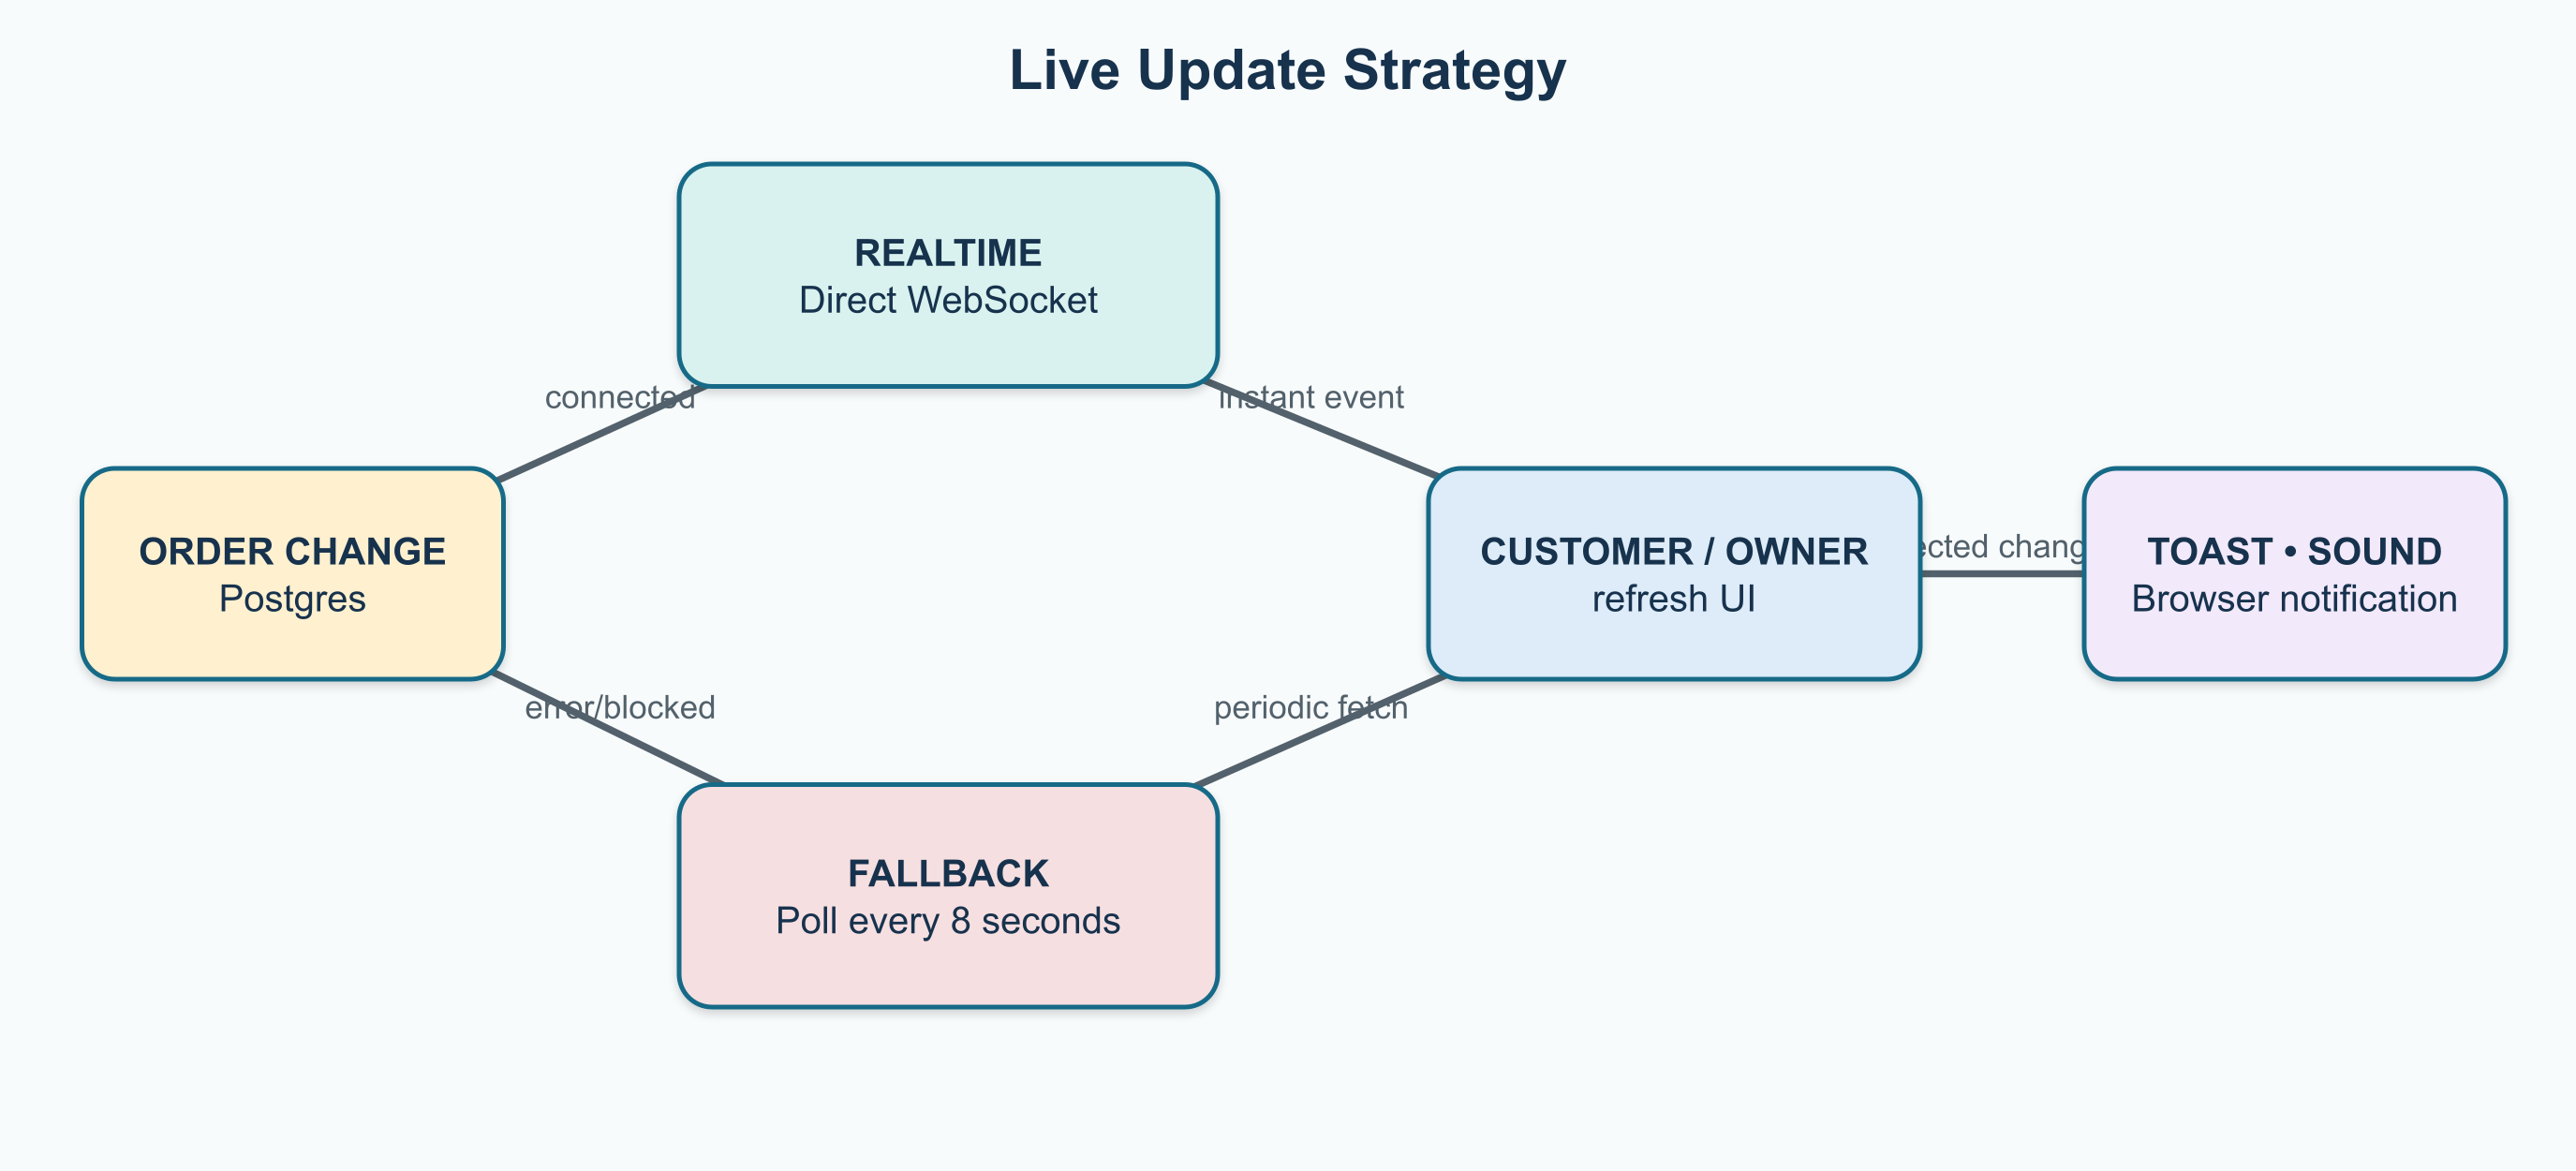 Live Update Strategy
REALTIME
Direct WebSocket
connected
instant event
ORDER CHANGE
Postgres
CUSTOMER / OWNER
refresh UI
TOAST • SOUND
Browser notification
error/blocked
periodic fetch
FALLBACK
Poll every 8 seconds